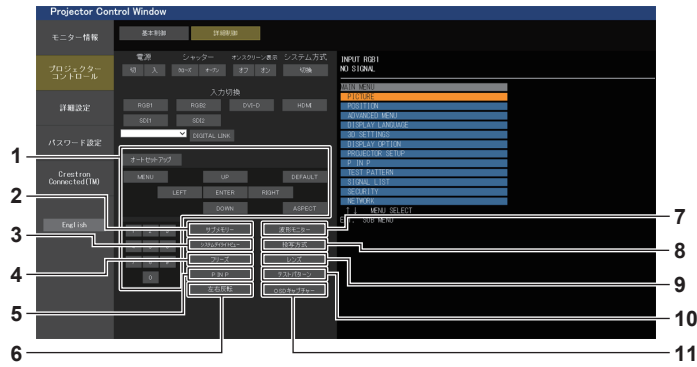 Projector Control Window
モニター情報
プロジェクター
コントロール
詳細設定
パスワード設定
Crestron
Connected(TM)
English
基本制御
詳細制御
電源
シャッター
オンスクリーン表示
システム方式
切
入
クローズ
オープン
オフ
オン
切換
入力切換
RGB1
RGB2
DVI-D
HDMI
SDI1
SDI2
DIGITAL LINK
オートセットアップ
MENU
UP
DEFAULT
LEFT
ENTER
RIGHT
DOWN
ASPECT
サブメモリー
波形モニター
システムデイライトビュー
投写方式
フリーズ
レンズ
P IN P
テストパターン
左右反転
OSDキャプチャー
0
INPUT RGB1
NO SIGNAL
MAIN MENU
PICTURE
POSITION
ADVANCED MENU
DISPLAY LANGUAGE
3D SETTINGS
DISPLAY OPTION
PROJECTOR SETUP
P IN P
TEST PATTERN
SIGNAL LIST
SECURITY
NETWORK
↑↓ MENU SELECT
SUB MENU
1
2
3
4
5
6
7
8
9
10
11